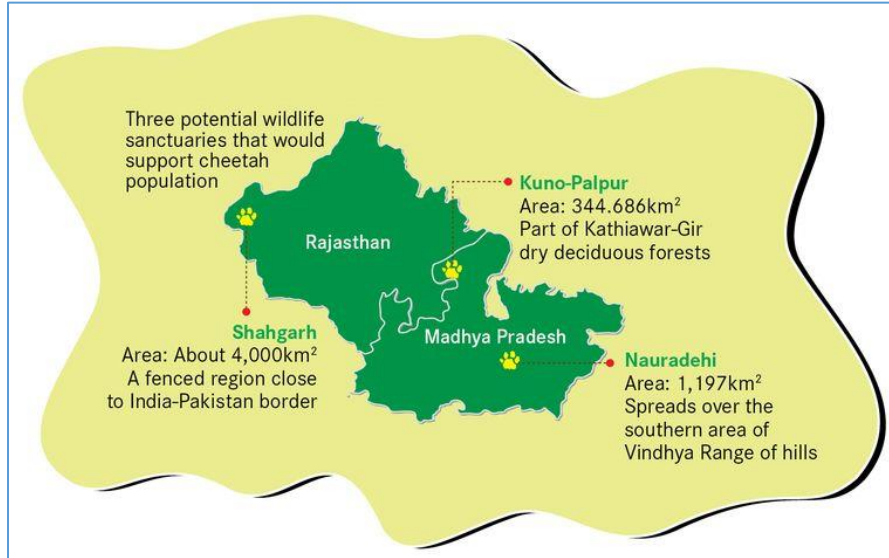 Three potential wildlife
sanctuaries that would
support cheetah
population
Kuno-Palpur
Area: 344.686km²
Part of Kathiawar-Gir
dry deciduous forests
Rajasthan
Shahgarh
Area: About 4,000km²
A fenced region close
to India-Pakistan border
Madhya Pradesh
Nauradehi
Area: 1,197km²
Spreads over the
southern area of
Vindhya Range of hills